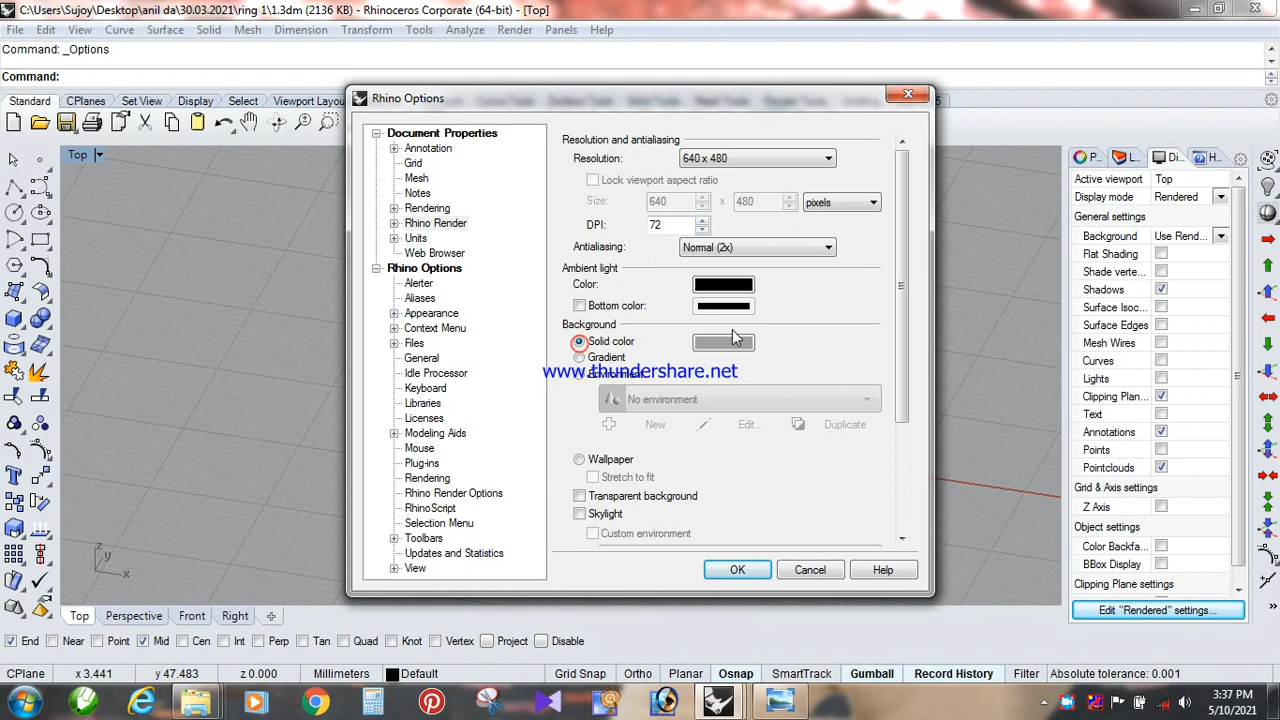 C:\Users\Sujoy\Desktop\anil da\30.03.2021\ring 1\1.3dm (2136 KB) - Rhinoceros Corporate (64-bit) - [Top]
File Edit View Curve Surface Solid Mesh Dimension Transform Tools Analyze Render Panels Help
Command: _Options
Command:
Standard CPlanes Set View Display Select Viewport Layou
Top
Rhino Options
Document Properties
Annotation
Grid
Mesh
Notes
Rendering
Rhino Render
Units
Web Browser
Rhino Options
Alerter
Aliases
Appearance
Context Menu
Files
General
Idle Processor
Keyboard
Libraries
Licenses
Modeling Aids
Mouse
Plug-ins
Rendering
Rhino Render Options
RhinoScript
Selection Menu
Toolbars
Updates and Statistics
View
Resolution and antialiasing
Resolution: 640 x 480
Lock viewport aspect ratio
Size: 640 x 480 pixels
DPI: 72
Antialiasing: Normal (2x)
Ambient light
Color:
Bottom color:
Background
Solid color
Gradient
www.thundershare.net
No environment
New Edit... Duplicate
Wallpaper
Stretch to fit
Transparent background
Skylight
Custom environment
OK Cancel Help
P... L... Di... H...
Active viewport Top
Display mode Rendered
General settings
Background Use Rend...
Flat Shading
Shade verte...
Shadows
Surface Isoc...
Surface Edges
Mesh Wires
Curves
Lights
Clipping Plan...
Text
Annotations
Points
Pointclouds
Grid & Axis settings
Z Axis
Object settings
Color Backfa...
BBox Display
Clipping Plane settings
Edit "Rendered" settings...
z
y
x
Top Perspective Front Right
End Near Point Mid Cen Int Perp Tan Quad Knot Vertex Project Disable
CPlane x 3.441 y 47.483 z 0.000 Millimeters Default Grid Snap Ortho Planar Osnap SmartTrack Gumball Record History Filter Absolute tolerance: 0.001
3:37 PM
5/10/2021